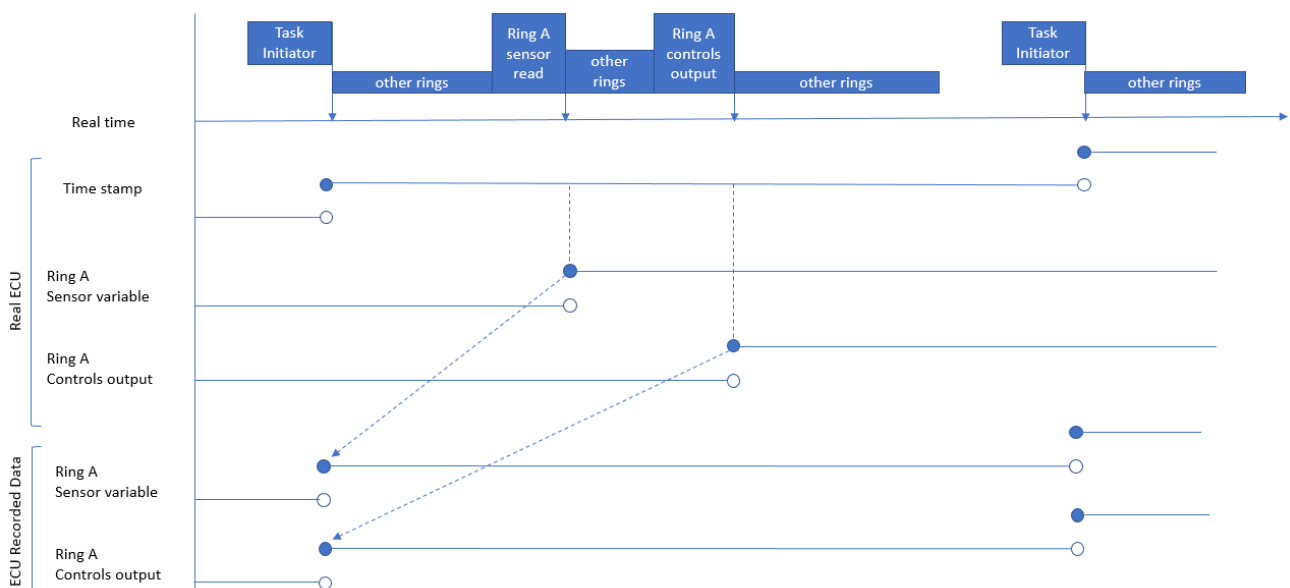 Task
Initiator
Ring A
sensor
read
Ring A
controls
output
Task
Initiator
other rings
other
rings
other rings
other rings
Real time
Real ECU
Time stamp
Ring A
Sensor variable
Ring A
Controls output
ECU Recorded Data
Ring A
Sensor variable
Ring A
Controls output